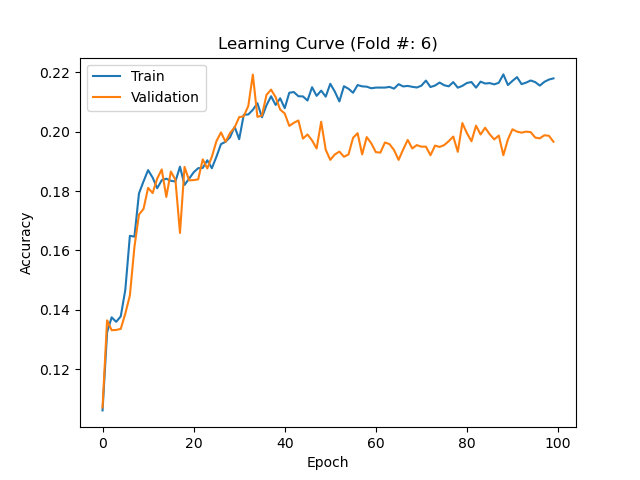 Learning Curve (Fold #: 6)
Train
Validation
0.22
0.20
0.18
0.16
0.14
0.12
Accuracy
0
20
40
60
80
100
Epoch